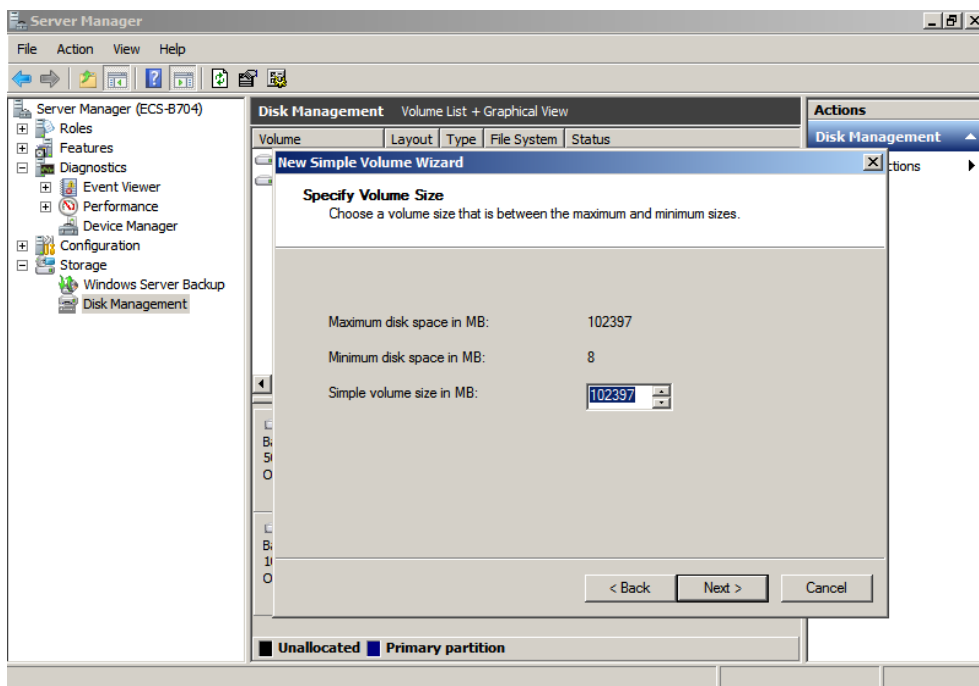 Server Manager
File Action View Help
Server Manager (ECS-B704)
Roles
Features
Diagnostics
Event Viewer
Performance
Device Manager
Configuration
Storage
Windows Server Backup
Disk Management
Disk Management Volume List + Graphical View
Volume Layout Type File System Status
New Simple Volume Wizard
Specify Volume Size
Choose a volume size that is between the maximum and minimum sizes.
Maximum disk space in MB: 102397
Minimum disk space in MB: 8
Simple volume size in MB: 102397
< Back Next > Cancel
Unallocated Primary partition
Actions
Disk Management
ctions